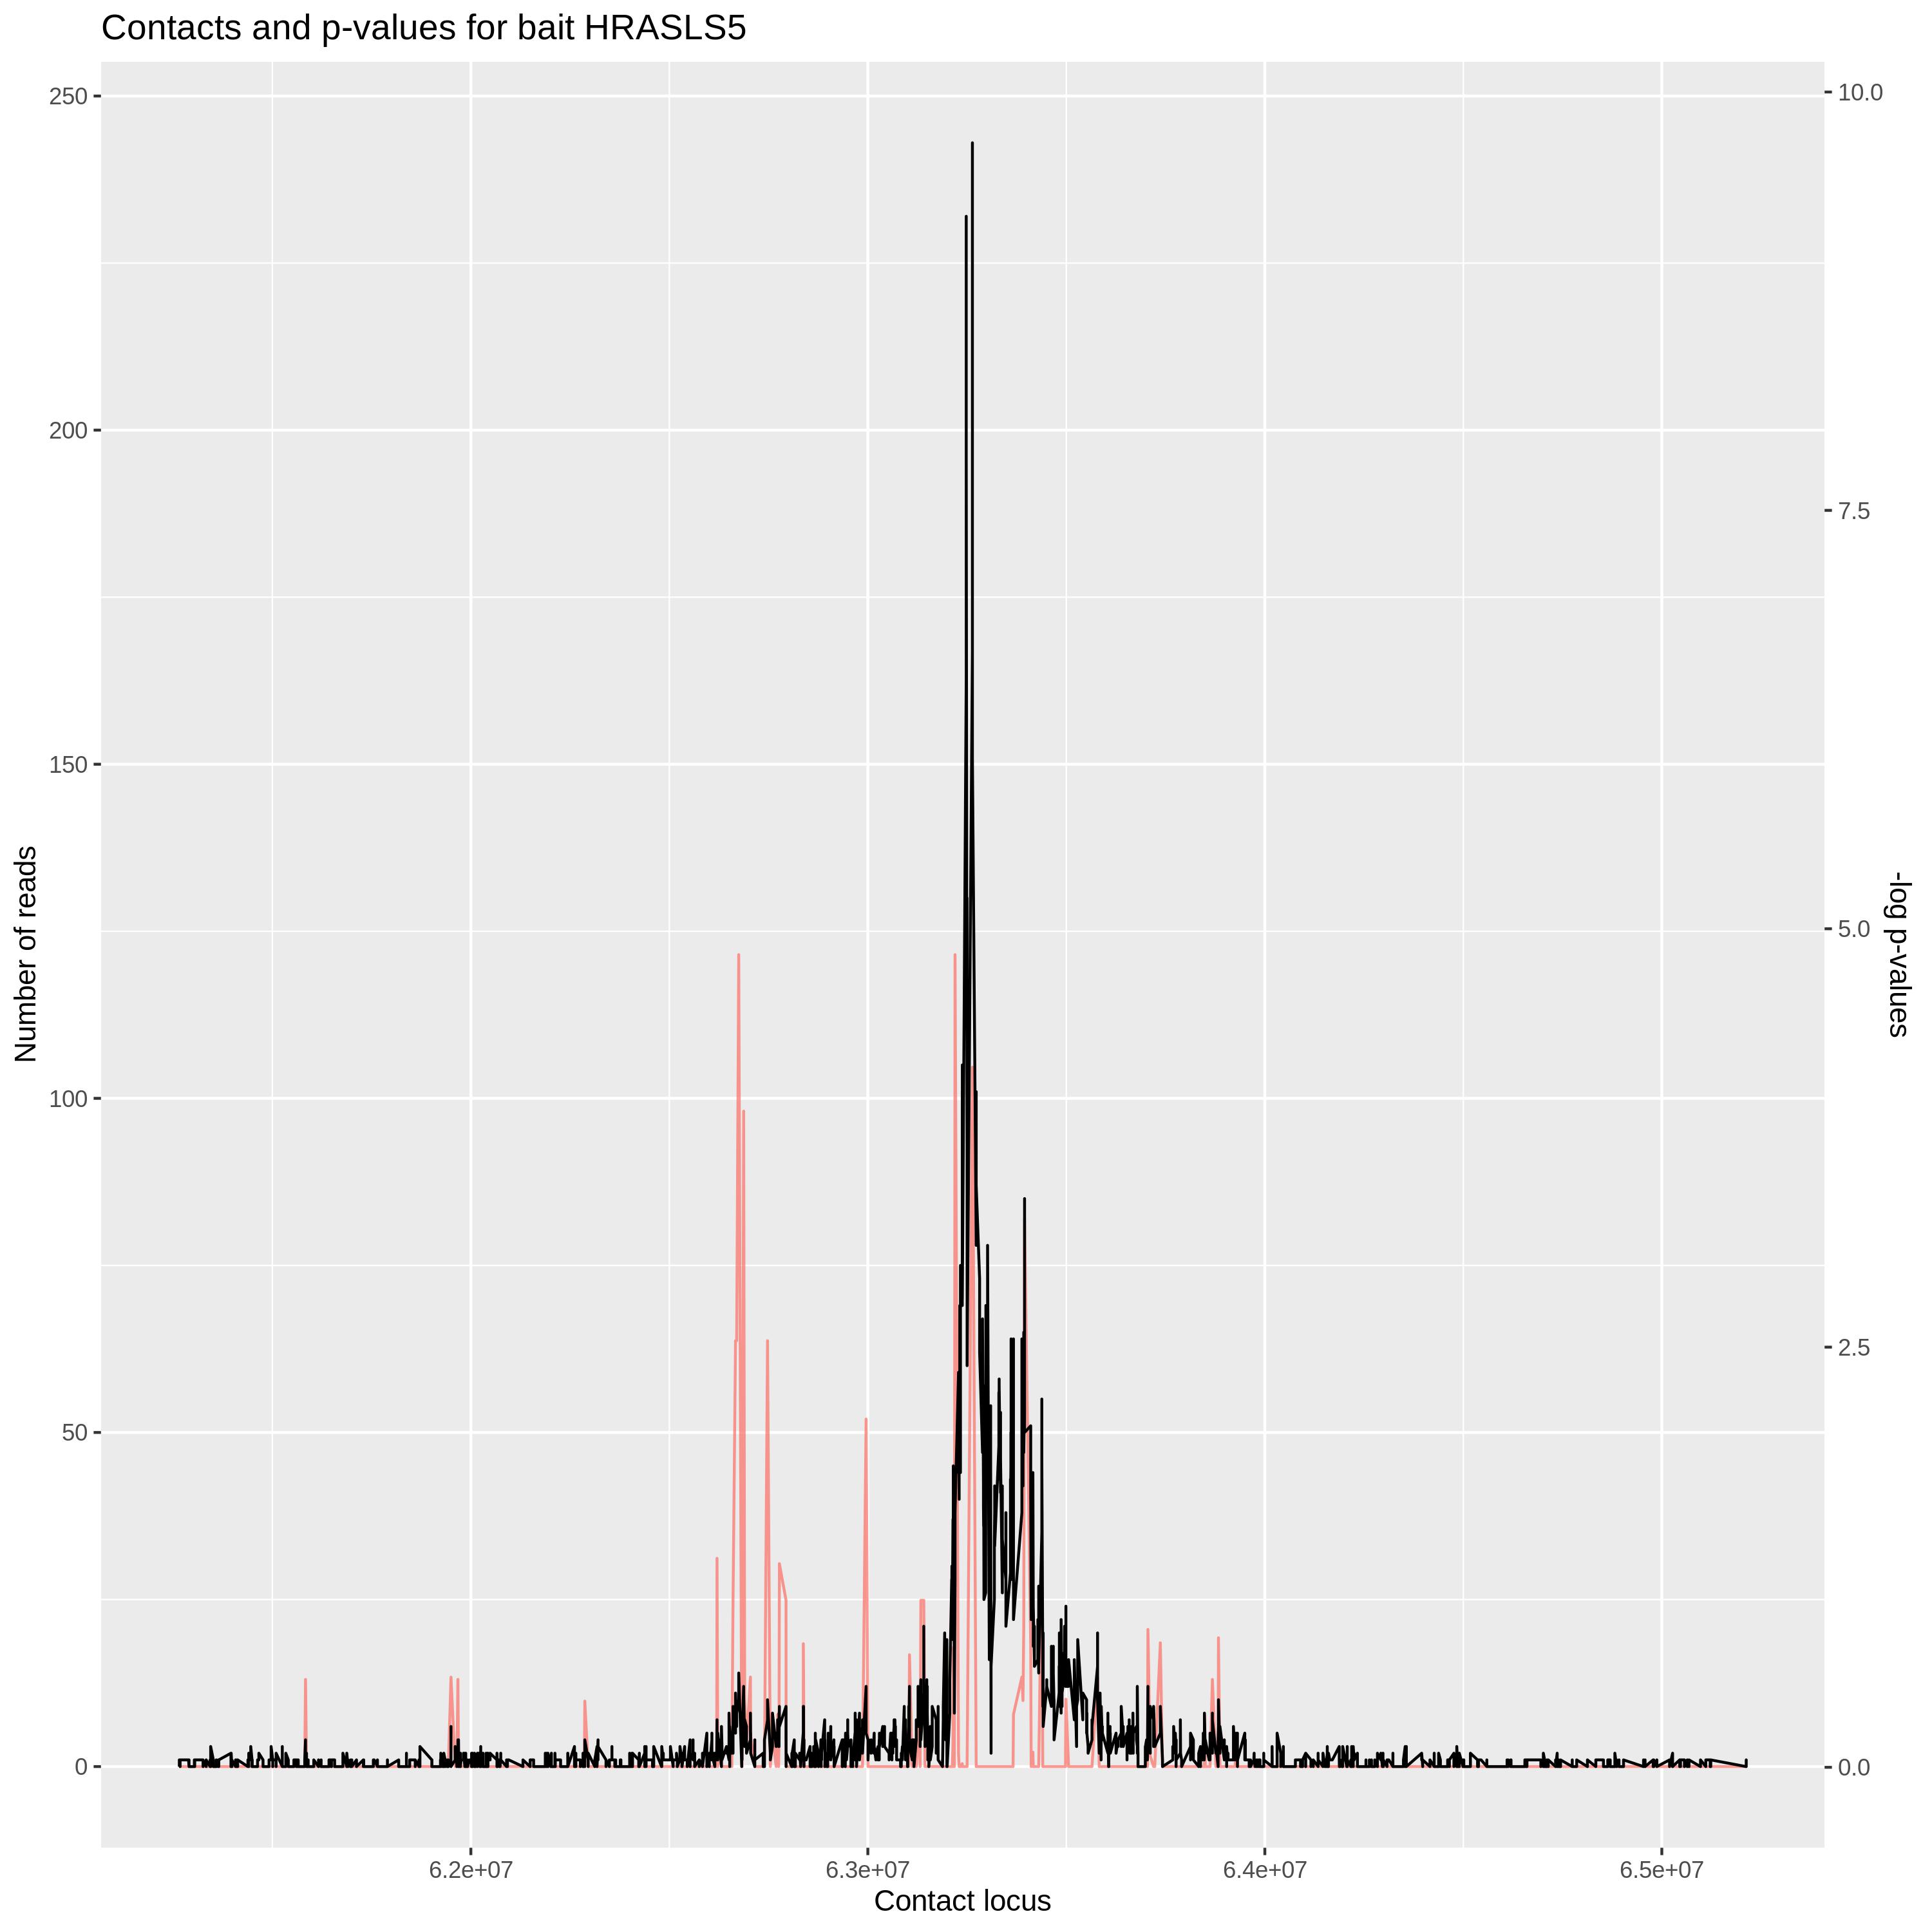 Contacts and p-values for bait HRASLS5
250
200
150
100
50
0
Number of reads
10.0
7.5
5.0
2.5
0.0
-log p-values
6.2e+07
6.3e+07
6.4e+07
6.5e+07
Contact locus